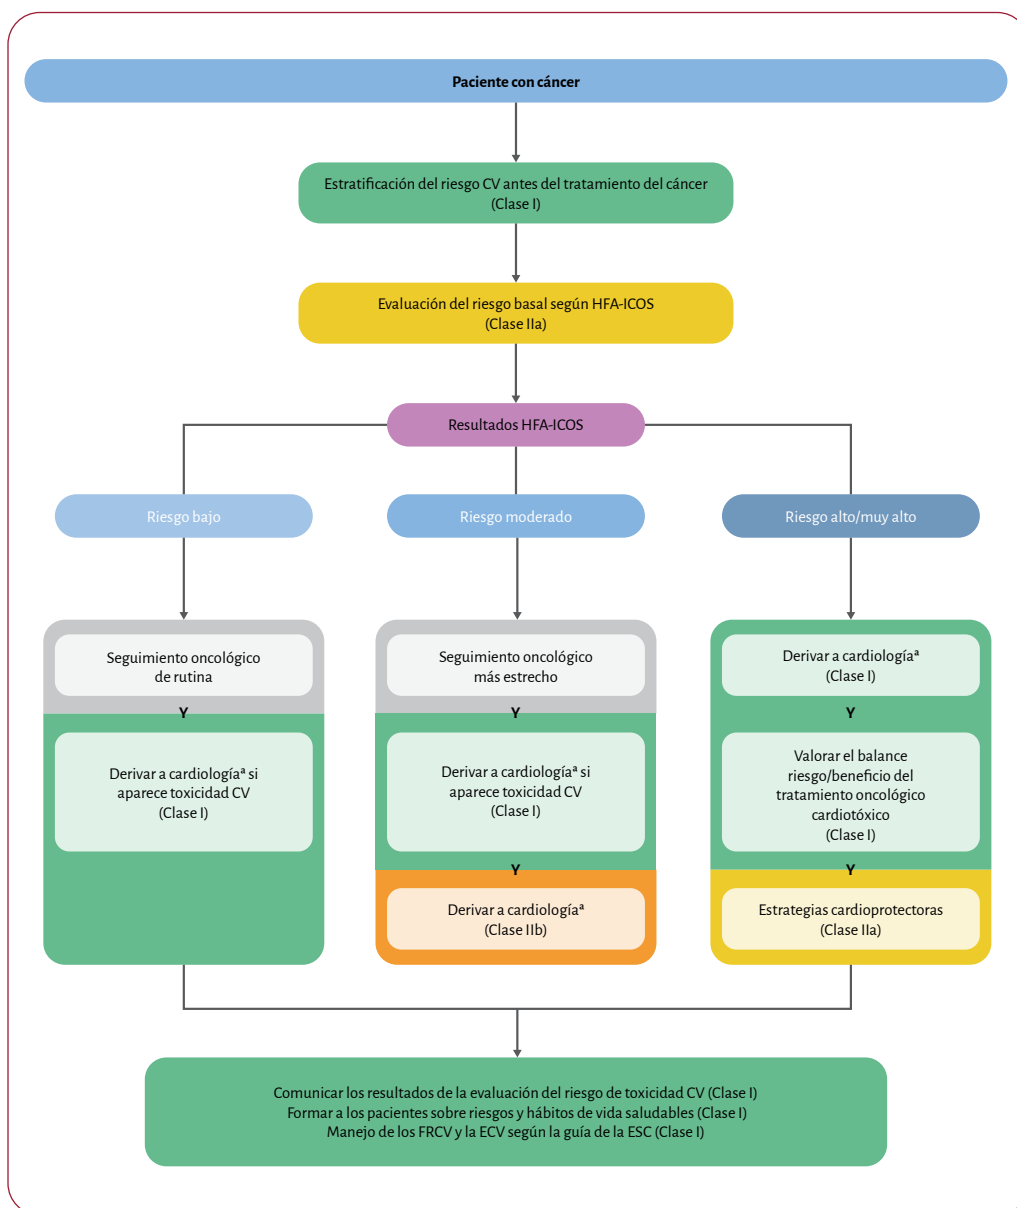 Paciente con cáncer
Estratificación del riesgo CV antes del tratamiento del cáncer
(Clase I)
Evaluación del riesgo basal según HFA-ICOS
(Clase IIa)
Resultados HFA-ICOS
Riesgo bajo
Riesgo moderado
Riesgo alto/muy alto
Seguimiento oncológico
de rutina
Y
Derivar a cardiologíaª si
aparece toxicidad CV
(Clase I)
Seguimiento oncológico
más estrecho
Y
Derivar a cardiologíaª si
aparece toxicidad CV
(Clase I)
Y
Derivar a cardiologíaª
(Clase IIb)
Derivar a cardiologíaª
(Clase I)
Y
Valorar el balance
riesgo/beneficio del
tratamiento oncológico
cardiotóxico
(Clase I)
Y
Estrategias cardioprotectoras
(Clase IIa)
Comunicar los resultados de la evaluación del riesgo de toxicidad CV (Clase I)
Formar a los pacientes sobre riesgos y hábitos de vida saludables (Clase I)
Manejo de los FRCV y la ECV según la guía de la ESC (Clase I)